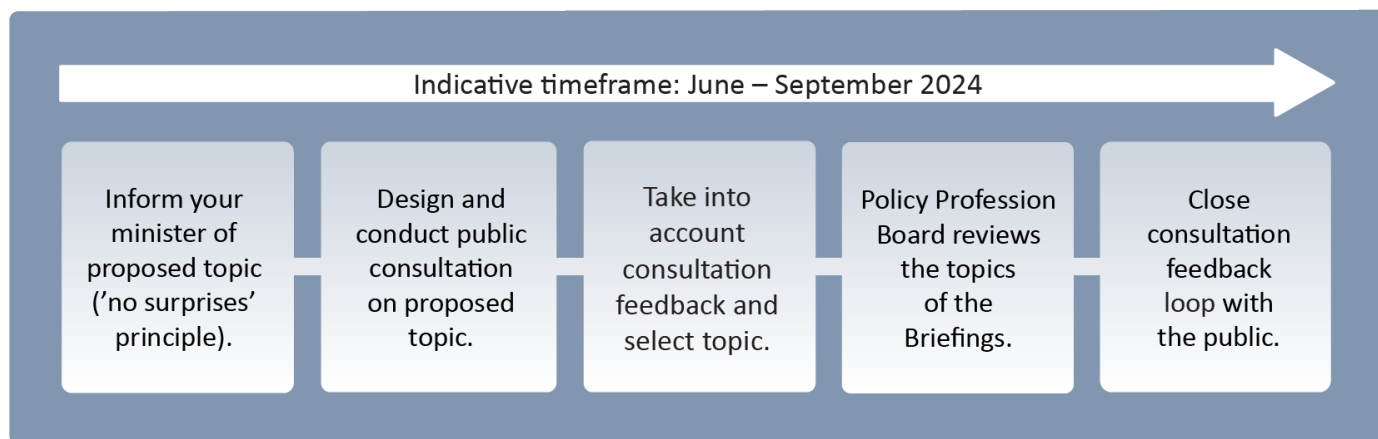 Indicative timeframe: June – September 2024
Inform your
minister of
proposed topic
(’no surprises’
principle).
Design and
conduct public
consultation
on proposed
topic.
Take into
account
consultation
feedback and
select topic.
Policy Profession
Board reviews
the topics
of the
Briefings.
Close
consultation
feedback
loop with
the public.